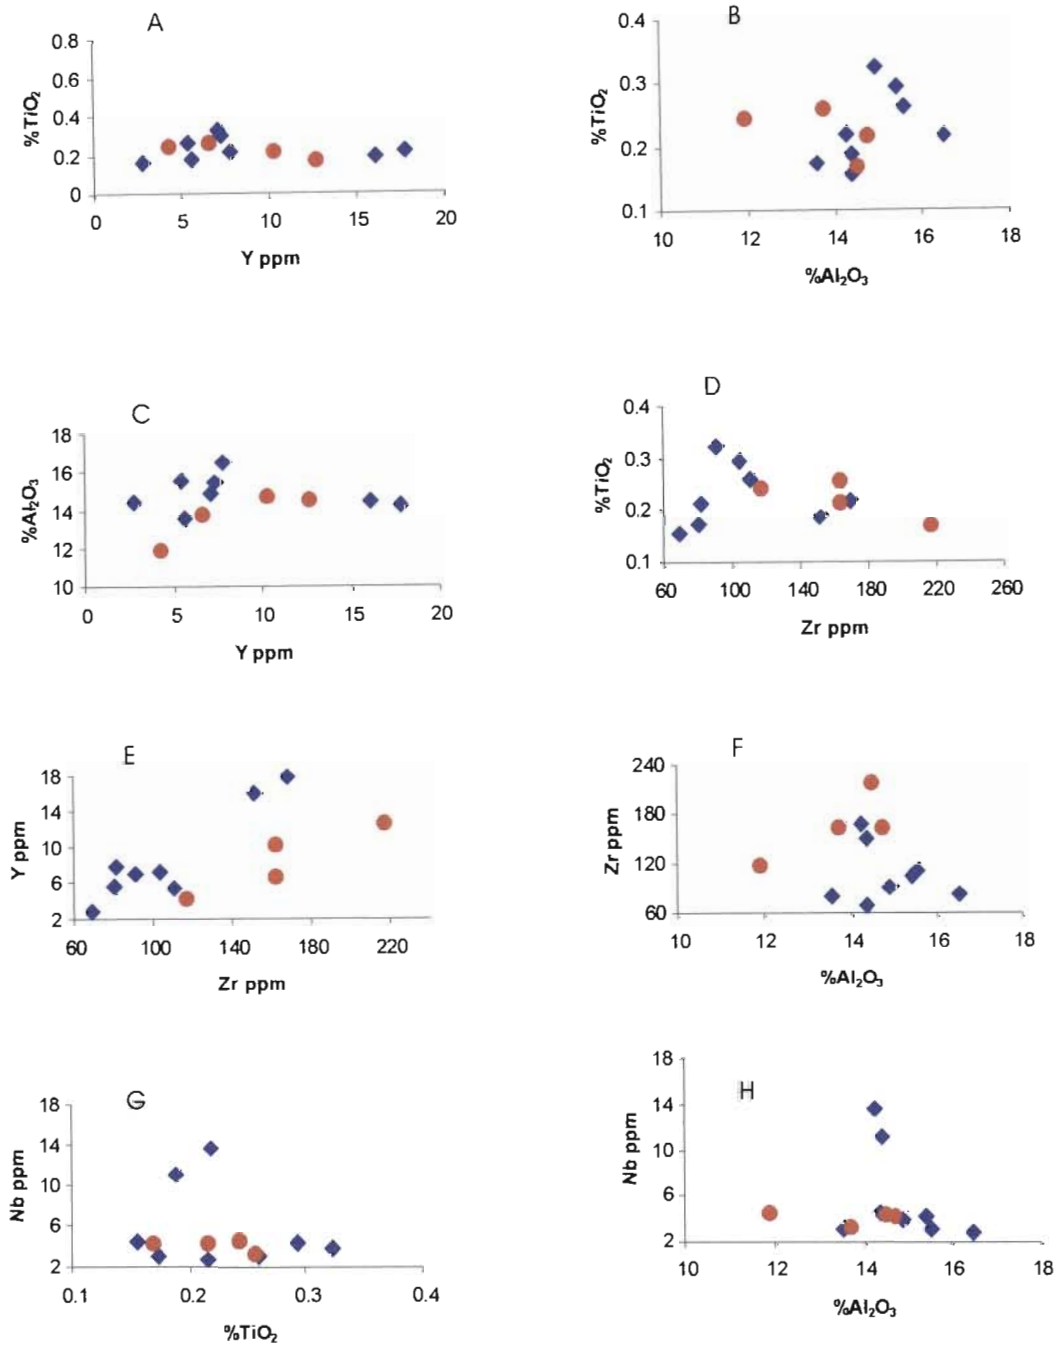 A
%TiO₂
0.8
0.6
0.4
0.2
0
0 5 10 15 20
Y ppm
B
%TiO₂
0.4
0.3
0.2
0.1
10 12 14 16 18
%Al₂O₃
C
%Al₂O₃
18
16
14
12
10
0 5 10 15 20
Y ppm
D
%TiO₂
0.4
0.3
0.2
0.1
60 100 140 180 220 260
Zr ppm
E
Y ppm
18
14
10
6
2
60 100 140 180 220
Zr ppm
F
Zr ppm
240
180
120
60
10 12 14 16 18
%Al₂O₃
G
Nb ppm
18
14
10
6
2
0.1 0.2 0.3 0.4
%TiO₂
H
Nb ppm
18
14
10
6
2
10 12 14 16 18
%Al₂O₃